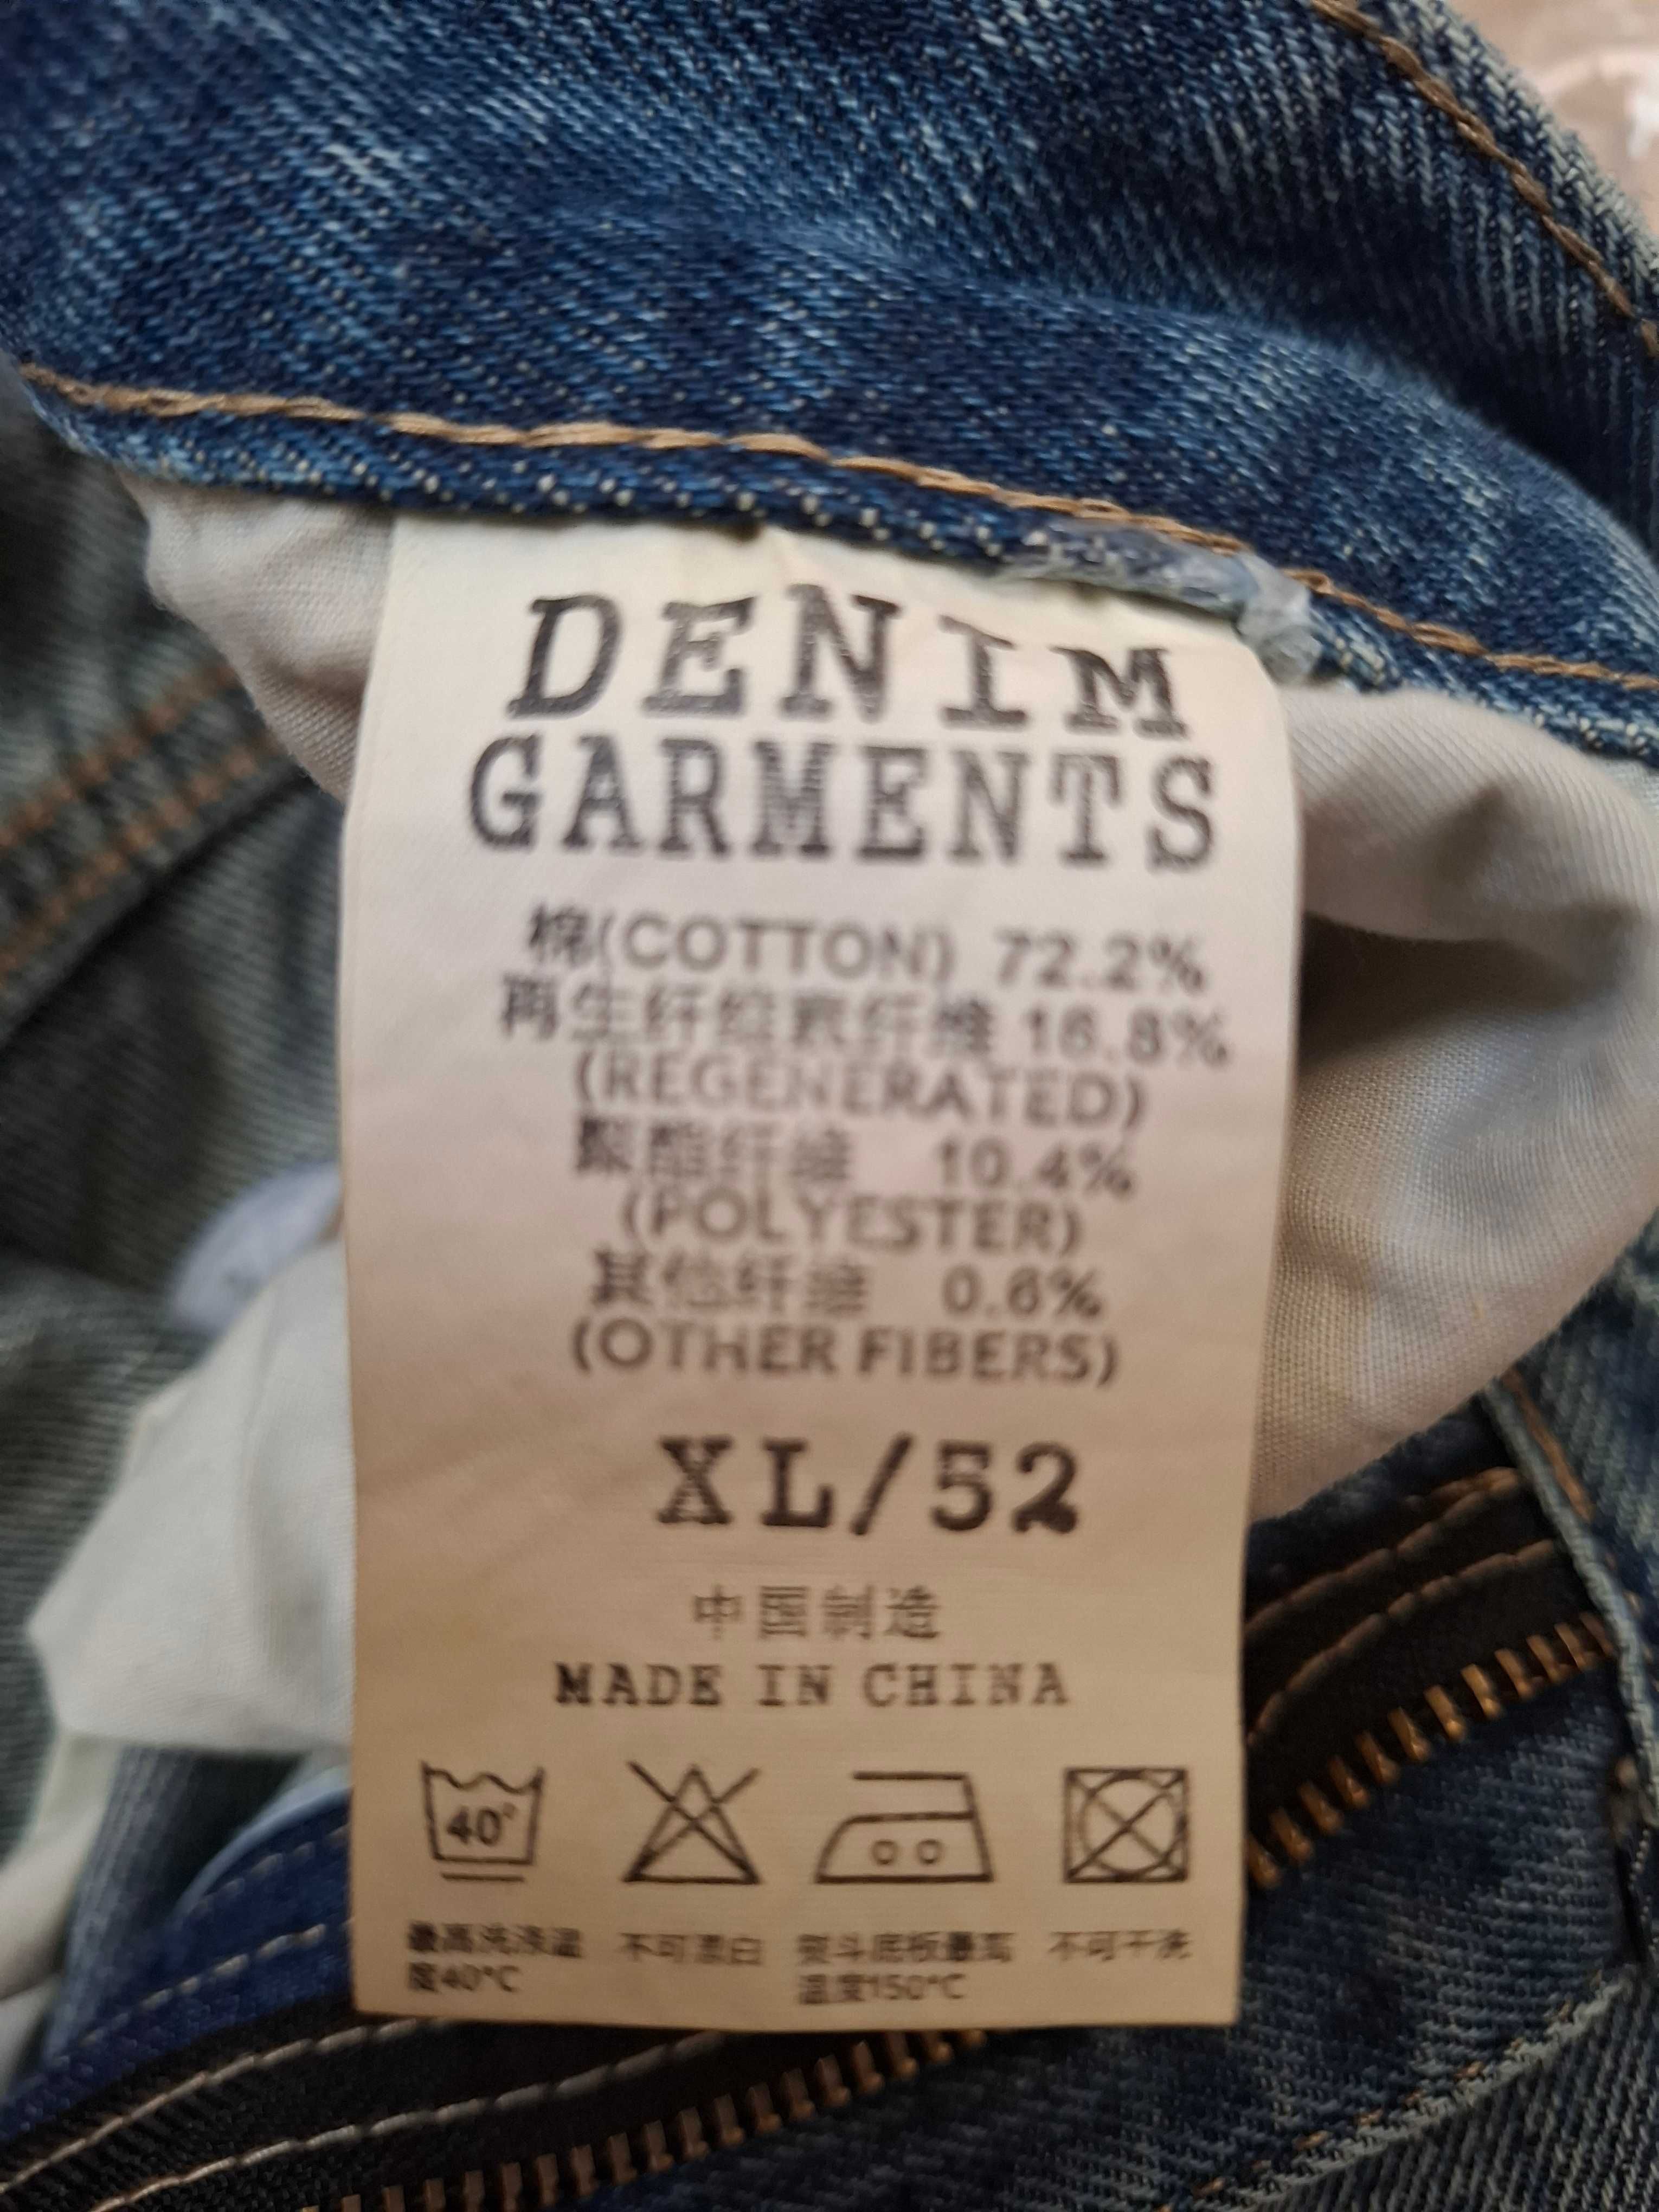 DENIM
GARMENTS
棉(COTTON) 72.2%
再生纤维素纤维 16.8%
(REGENERATED)
聚酯纤维 10.4%
(POLYESTER)
其他纤维 0.6%
(OTHER FIBERS)
XL/52
中国制造
MADE IN CHINA
40°
最高洗涤温 不可漂白 熨斗底板最高 不可干洗
度40°C 温度150°C